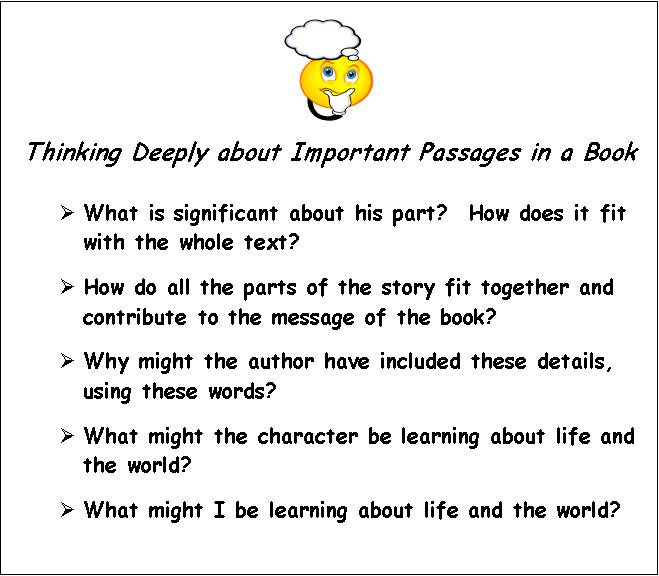 Thinking Deeply about Important Passages in a Book
➢ What is significant about his part? How does it fit
with the whole text?
➢ How do all the parts of the story fit together and
contribute to the message of the book?
➢ Why might the author have included these details,
using these words?
➢ What might the character be learning about life and
the world?
➢ What might I be learning about life and the world?